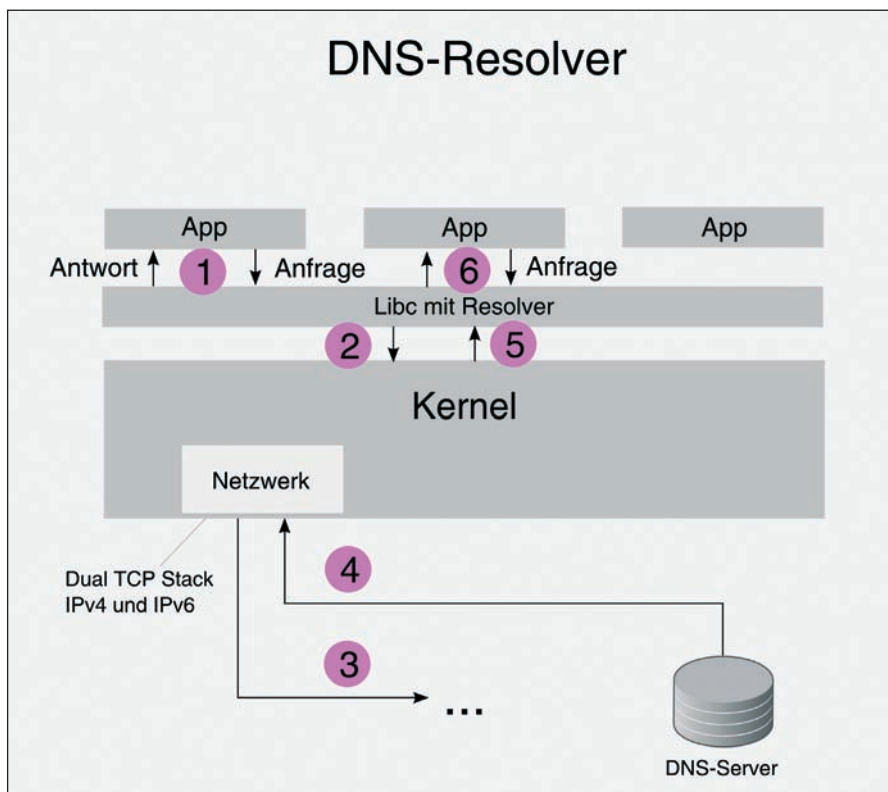 DNS-Resolver
App
App
App
Antwort
1
Anfrage
6
Anfrage
Libc mit Resolver
2
5
Kernel
Netzwerk
Dual TCP Stack
IPv4 und IPv6
4
3
...
DNS-Server